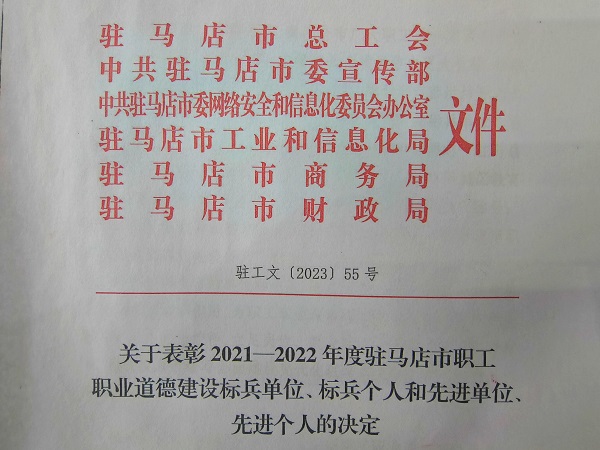 驻马店市总工会
中共驻马店市委宣传部
中共驻马店市委网络安全和信息化委员会办公室
驻马店市工业和信息化局
驻马店市商务局
驻马店市财政局
文件
驻工文〔2023〕55号
关于表彰2021—2022年度驻马店市职工
职业道德建设标兵单位、标兵个人和先进单位、
先进个人的决定